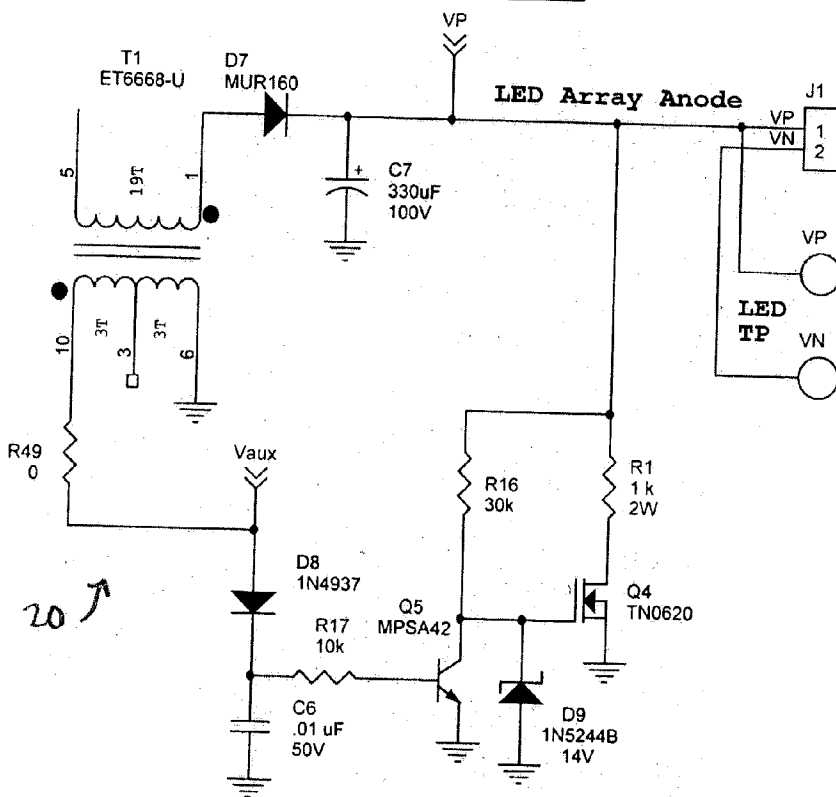 VP
T1
ET6668-U
D7
MUR160
LED Array Anode
J1
VP
1
VN
2
5
19T
1
+
C7
330uF
100V
VP
LED
TP
VN
10
3T
3
3T
6
R49
0
Vaux
R16
30k
R1
1 k
2W
D8
1N4937
20
R17
10k
Q5
MPSA42
Q4
TN0620
C6
.01 uF
50V
D9
1N5244B
14V